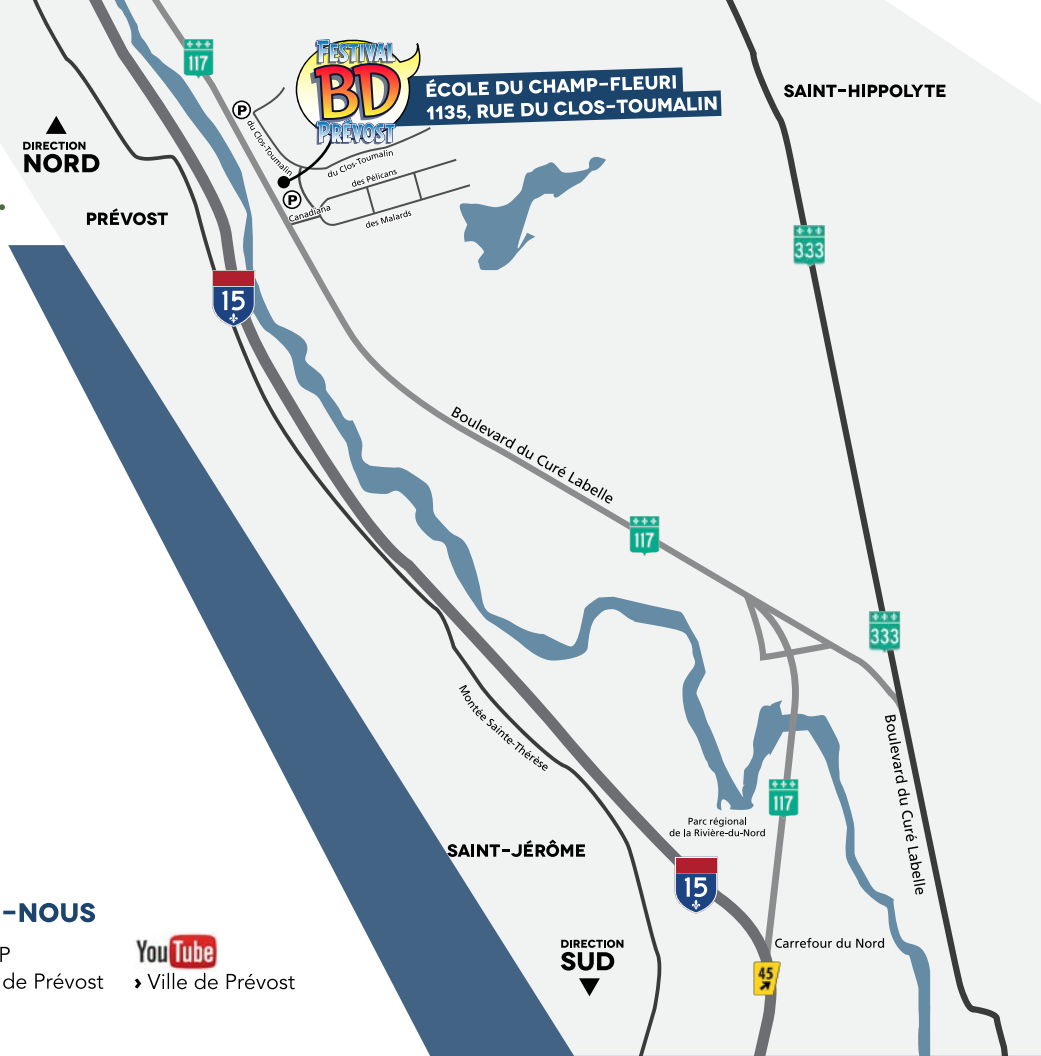 117
FESTIVAL
BD
PRÉVOST
ÉCOLE DU CHAMP-FLEURI
1135, RUE DU CLOS-TOUMALIN
SAINT-HIPPOLYTE
P
du Clos-Toumalin
du Clos-Toumalin
des Pélicans
P
Canadiana
des Malards
DIRECTION
NORD
PRÉVOST
333
15
Boulevard du Curé Labelle
117
333
Montée Sainte-Thérèse
Boulevard du Curé Labelle
117
Parc régional
de la Rivière-du-Nord
SAINT-JÉRÔME
15
-NOUS
P
de Prévost
YouTube
› Ville de Prévost
DIRECTION
SUD
Carrefour du Nord
45